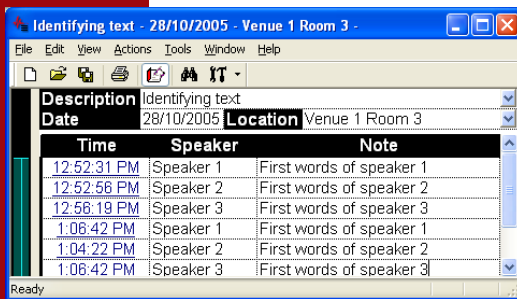 Identifying text - 28/10/2005 - Venue 1 Room 3 -
File Edit View Actions Tools Window Help
Description Identifying text
Date 28/10/2005 Location Venue 1 Room 3
Time Speaker Note
12:52:31 PM Speaker 1 First words of speaker 1
12:52:56 PM Speaker 2 First words of speaker 2
12:56:19 PM Speaker 3 First words of speaker 3
1:06:42 PM Speaker 1 First words of speaker 1
1:04:22 PM Speaker 2 First words of speaker 2
1:06:42 PM Speaker 3 First words of speaker 3
Ready